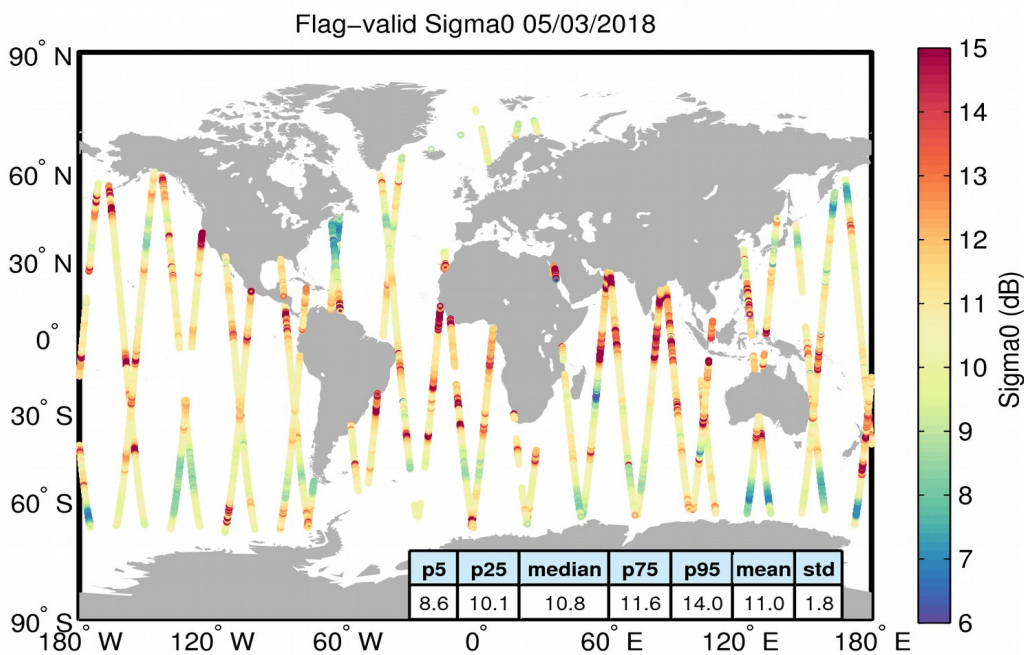 Flag−valid Sigma0 05/03/2018
90° N
60° N
30° N
0°
30° S
60° S
90° S
180° W
120° W
60° W
0°
60° E
120° E
180° E
p5 p25 median p75 p95 mean std
8.6 10.1 10.8 11.6 14.0 11.0 1.8
15
14
13
12
11
10
9
8
7
6
Sigma0 (dB)